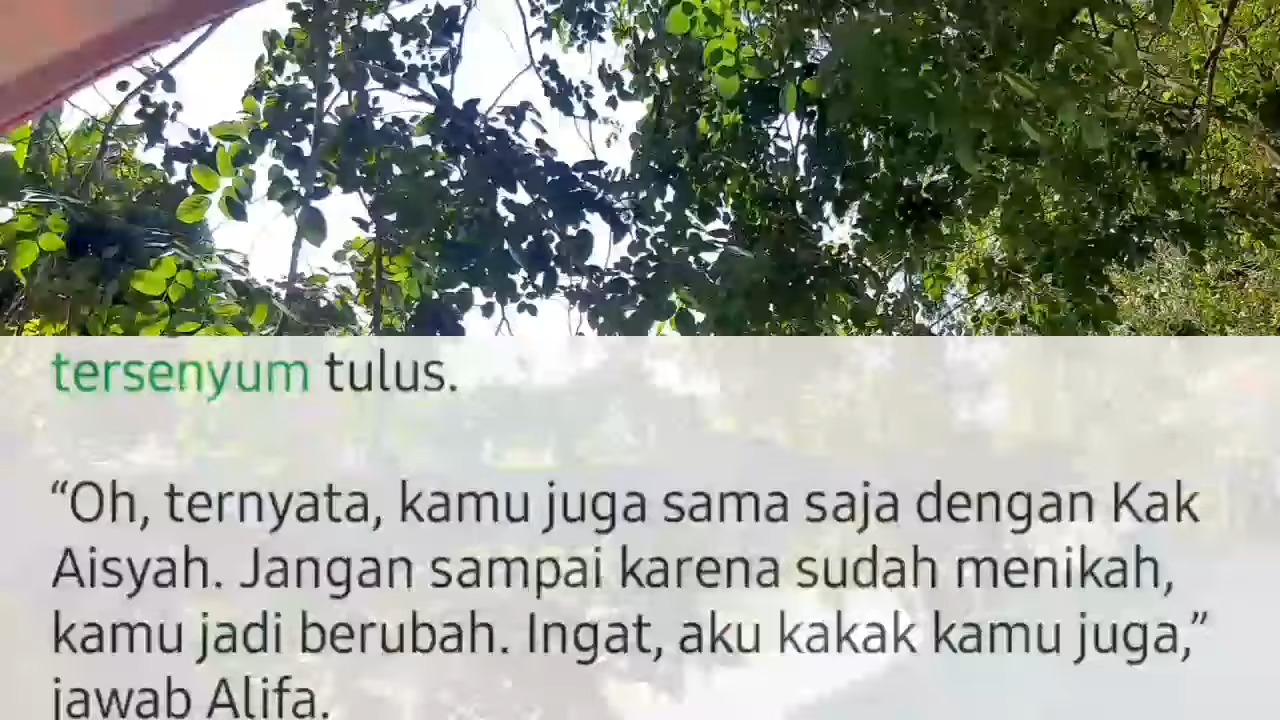 tersenyum tulus.
“Oh, ternyata, kamu juga sama saja dengan Kak
Aisyah. Jangan sampai karena sudah menikah,
kamu jadi berubah. Ingat, aku kakak kamu juga,”
jawab Alifa.